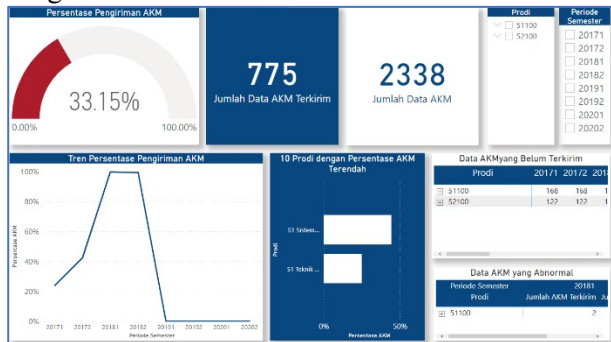 Persentase Pengiriman AKM
33.15%
0.00%
100.00%
775
Jumlah Data AKM Terkirim
2338
Jumlah Data AKM
Prodi
51100
52100
Periode
Semester
20171
20172
20181
20182
20191
20192
20201
20202
Tren Persentase Pengiriman AKM
100%
80%
60%
40%
20%
0%
Persentase AKM
20171 20172 20181 20182 20191 20192 20201 20202
Periode Semester
10 Prodi dengan Persentase AKM
Terendah
Prodi
S1 Sistem...
S1 Teknik ...
0% 50%
Persentase AKM
Data AKMyang Belum Terkirim
Prodi 20171 20172 2018
51100 168 168 1
52100 122 122 1
Data AKM yang Abnormal
Periode Semester 20181
Prodi Jumlah AKM Terkirim Ju
51100 2